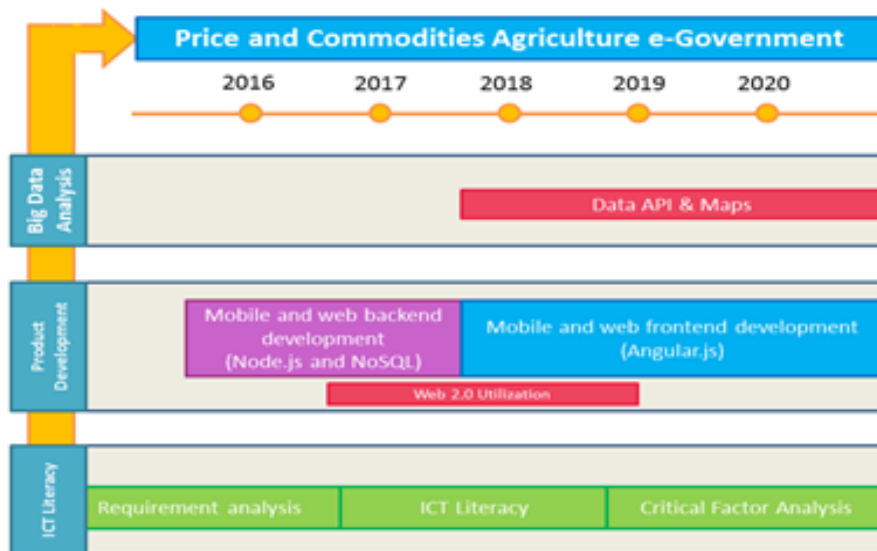 Price and Commodities Agriculture e-Government
2016 2017 2018 2019 2020
Big Data
Analysis
Data API & Maps
Product
Development
Mobile and web backend
development
(Node.js and NoSQL)
Mobile and web frontend development
(Angular.js)
Web 2.0 Utilization
ICT Literacy
Requirement analysis
ICT Literacy
Critical Factor Analysis